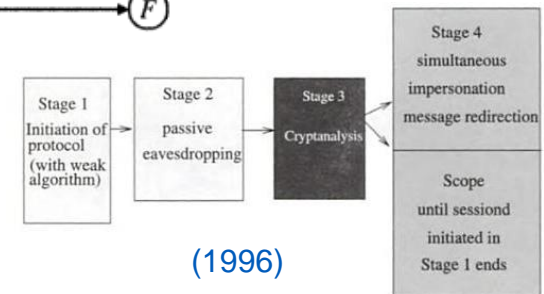 F
Stage 1
Initiation of
protocol
(with weak
algorithm)
Stage 2
passive
eavesdropping
Stage 3
Cryptanalysis
Stage 4
simultaneous
impersonation
message redirection
Scope
until sessiond
initiated in
Stage 1 ends
(1996)